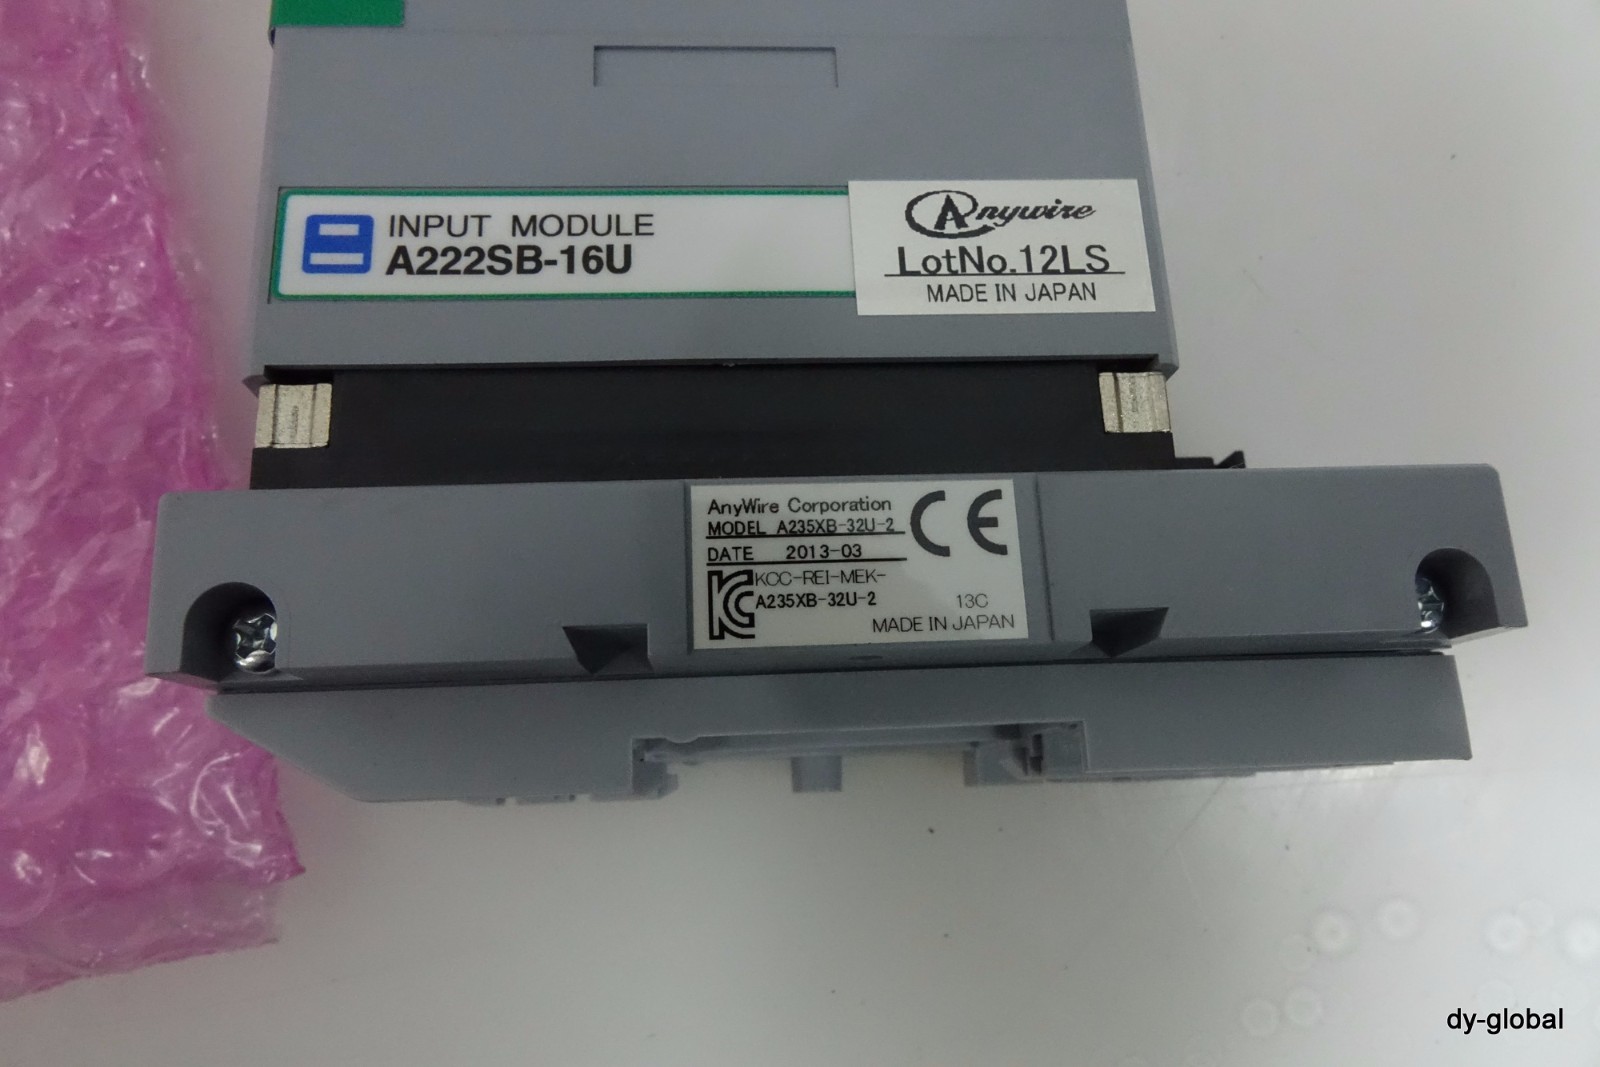 INPUT MODULE
A222SB-16U
Anywire
LotNo.12LS
MADE IN JAPAN
AnyWire Corporation
MODEL A235XB-32U-2
DATE 2013-03
CE
KCC-REI-MEK-
A235XB-32U-2
13C
MADE IN JAPAN
dy-global